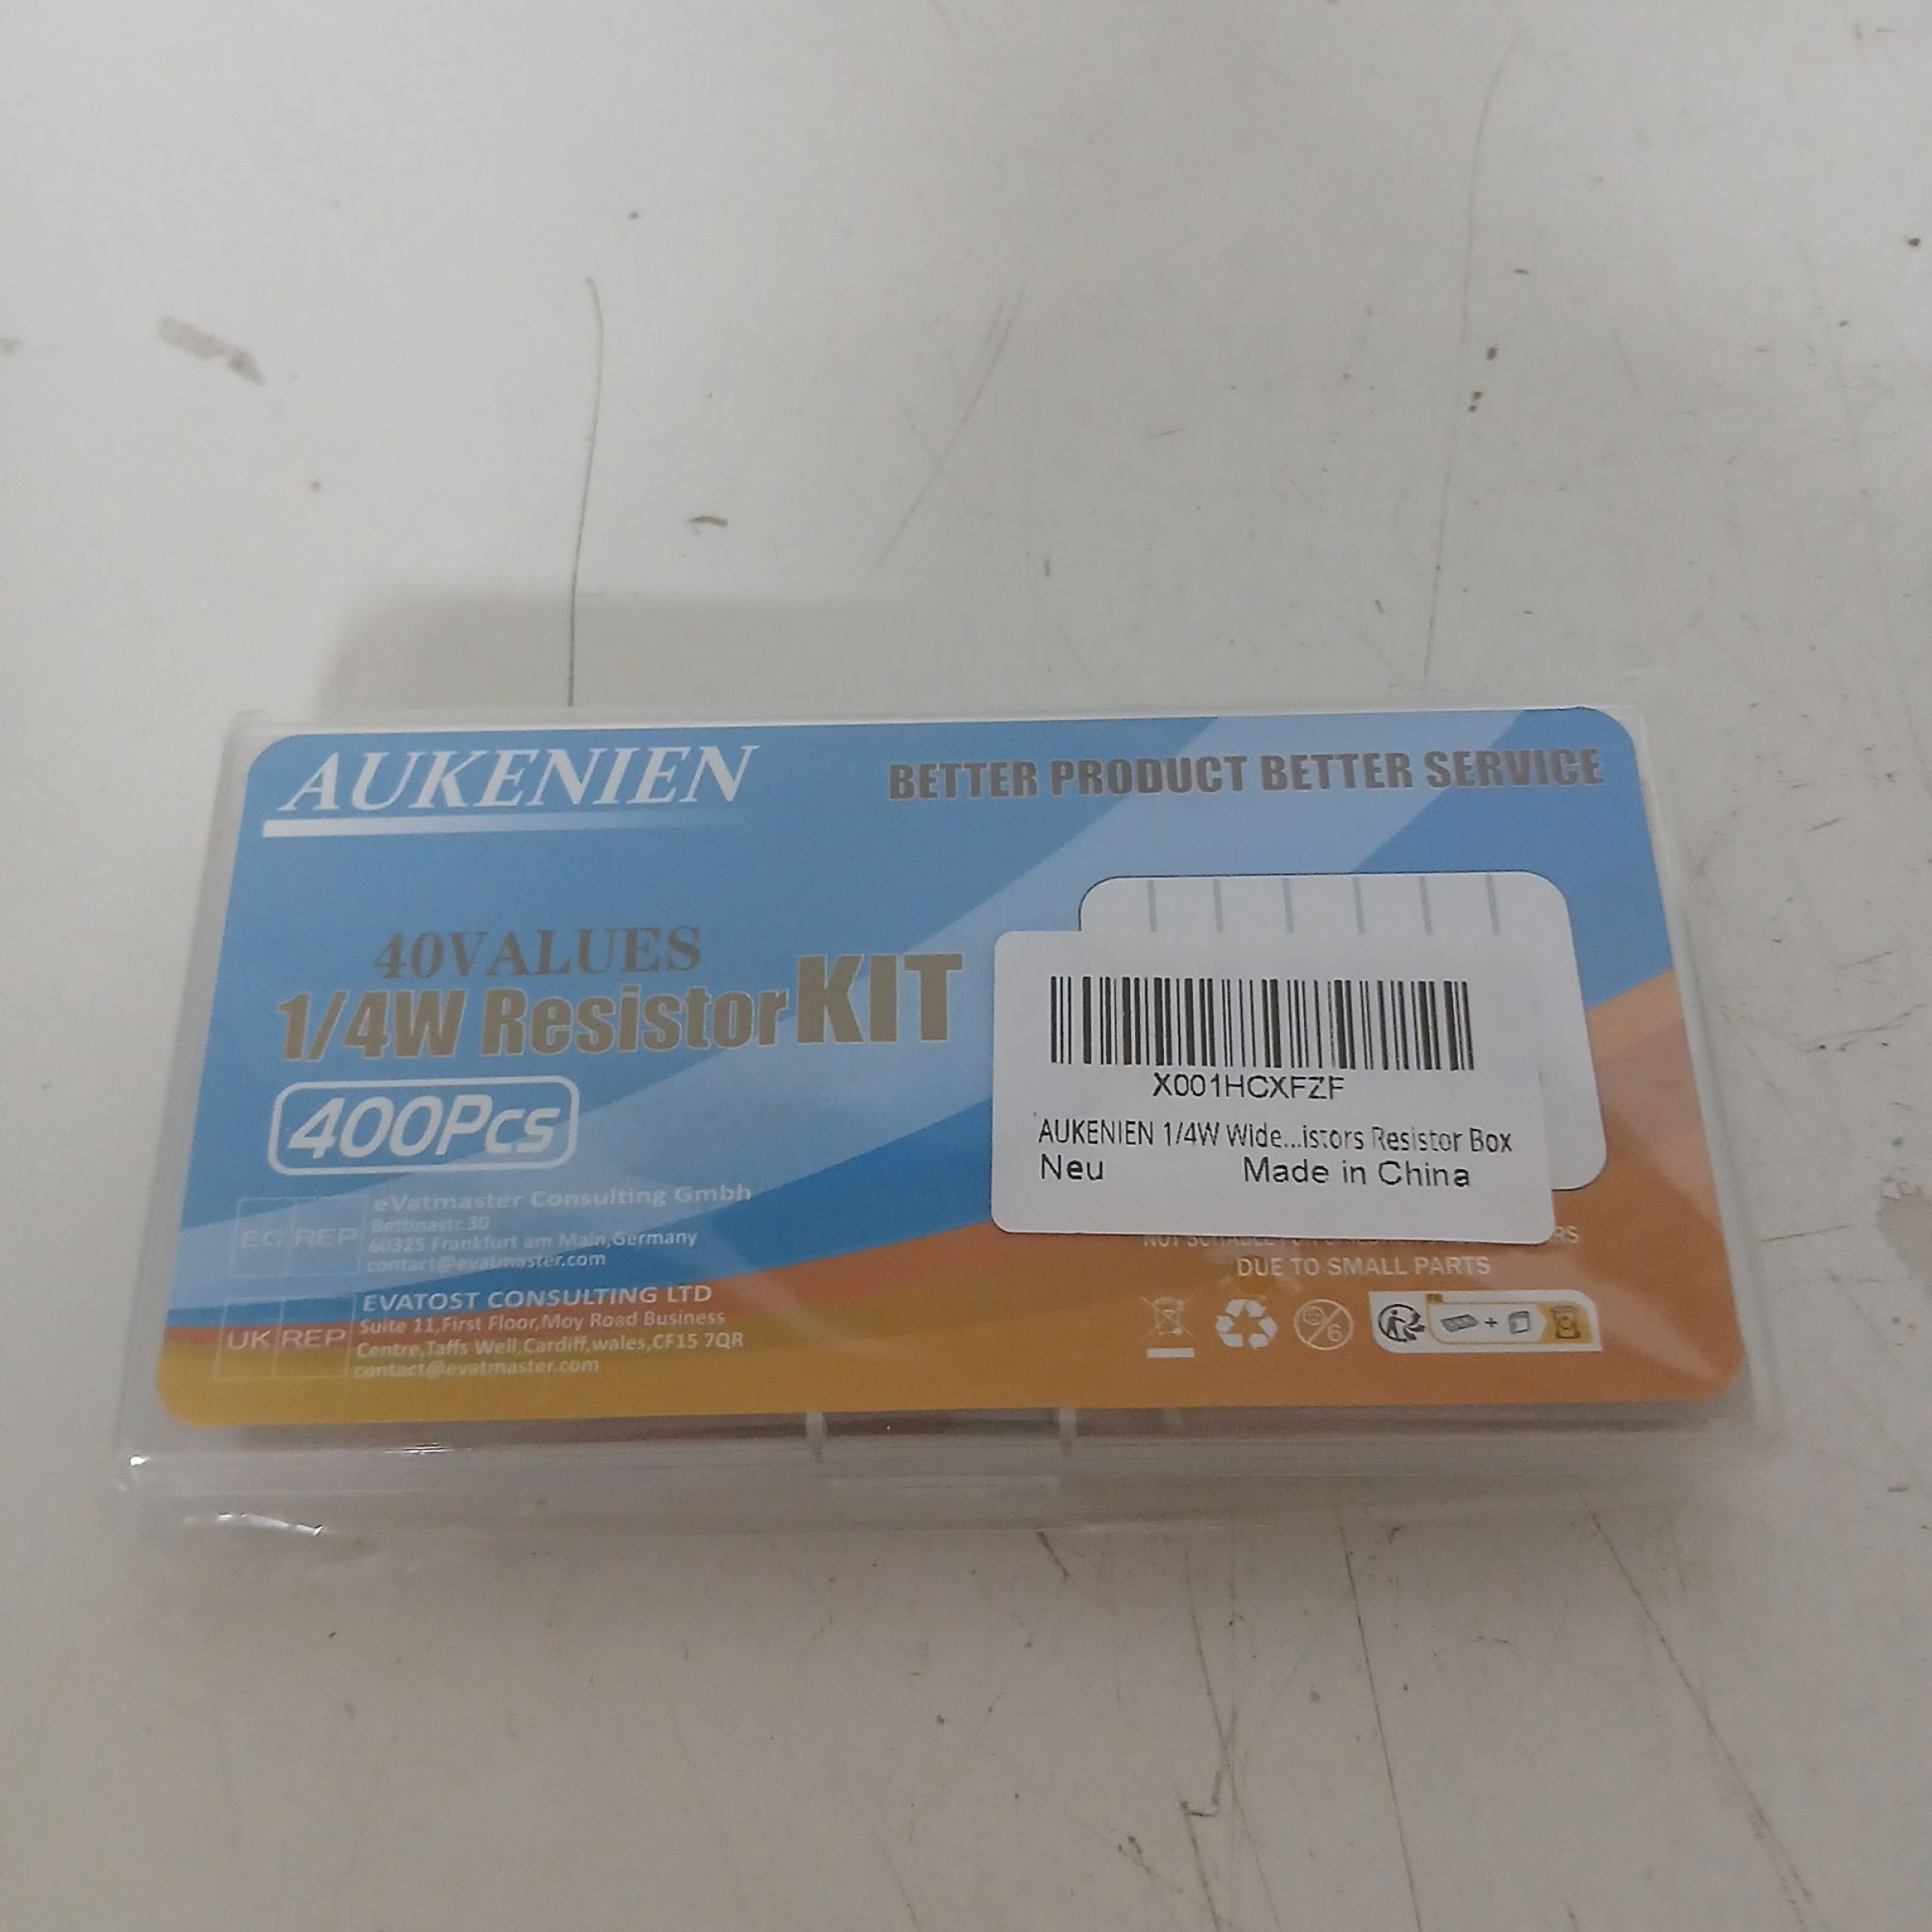 AUKENIEN
BETTER PRODUCT BETTER SERVICE
40VALUES
1/4W Resistor KIT
400Pcs
X001HCXFZF
AUKENIEN 1/4W Wide...istors Resistor Box
Neu Made in China
EC REP
eVatmaster Consulting Gmbh
Bettinastr.30
60325 Frankfurt am Main,Germany
contact@evatmaster.com
UK REP
EVATOST CONSULTING LTD
Suite 11,First Floor,Moy Road Business
Centre,Taffs Well,Cardiff,wales,CF15 7QR
contact@evatmaster.com
NOT SUITABLE
DUE TO SMALL PARTS
FR